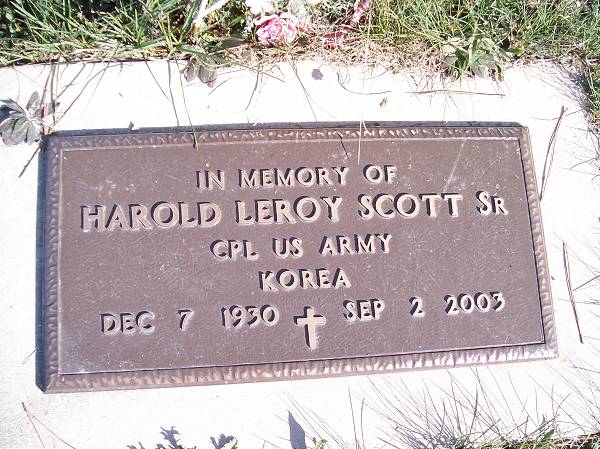 IN MEMORY OF
HAROLD LEROY SCOTT SR
CPL US ARMY
KOREA
DEC 7 1930 SEP 2 2003